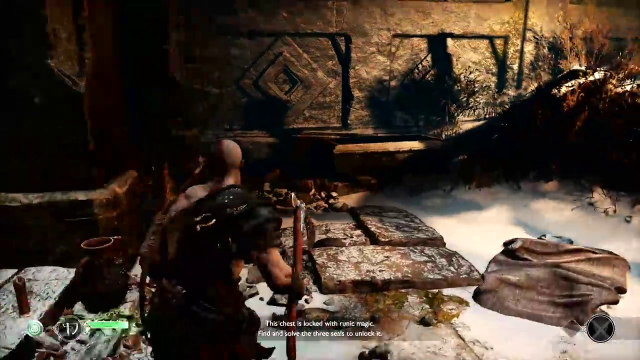 This chest is locked with runic magic.
Find and solve the three seals to unlock it.